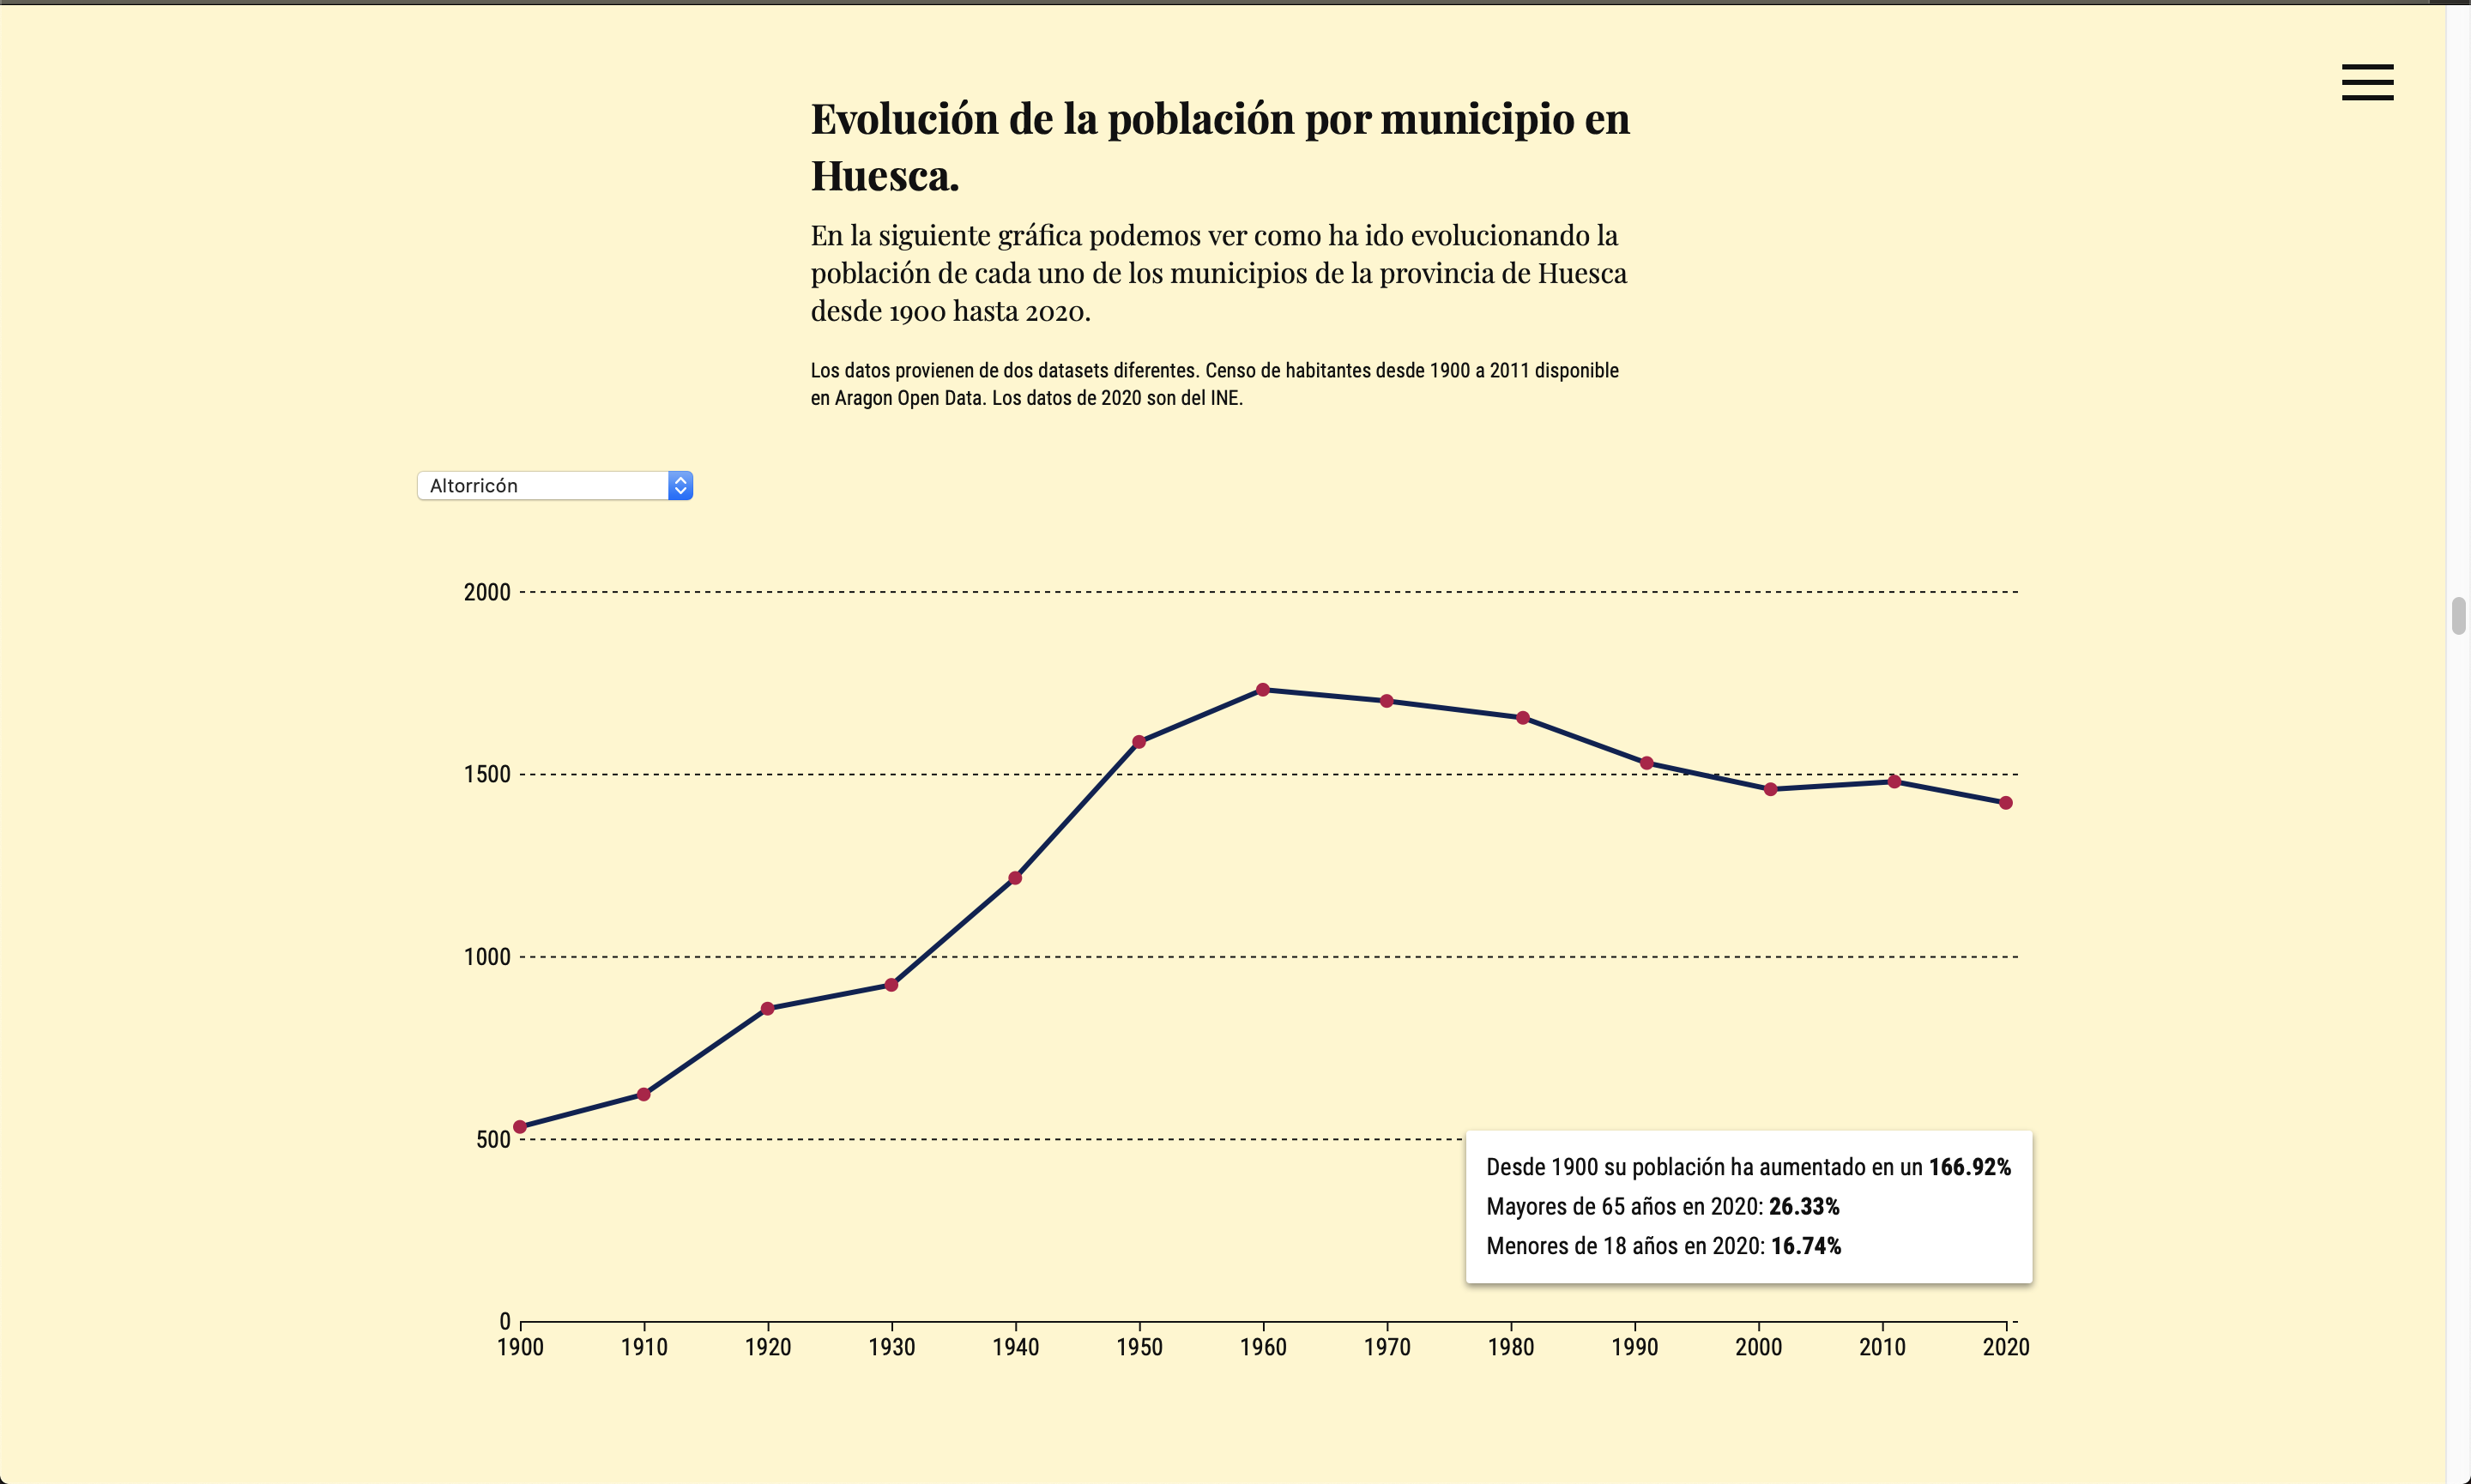 Evolución de la población por municipio en
Huesca.
En la siguiente gráfica podemos ver como ha ido evolucionando la
población de cada uno de los municipios de la provincia de Huesca
desde 1900 hasta 2020.
Los datos provienen de dos datasets diferentes. Censo de habitantes desde 1900 a 2011 disponible
en Aragon Open Data. Los datos de 2020 son del INE.
Altorricón
2000
1500
1000
500
0
Desde 1900 su población ha aumentado en un 166.92%
Mayores de 65 años en 2020: 26.33%
Menores de 18 años en 2020: 16.74%
1900 1910 1920 1930 1940 1950 1960 1970 1980 1990 2000 2010 2020